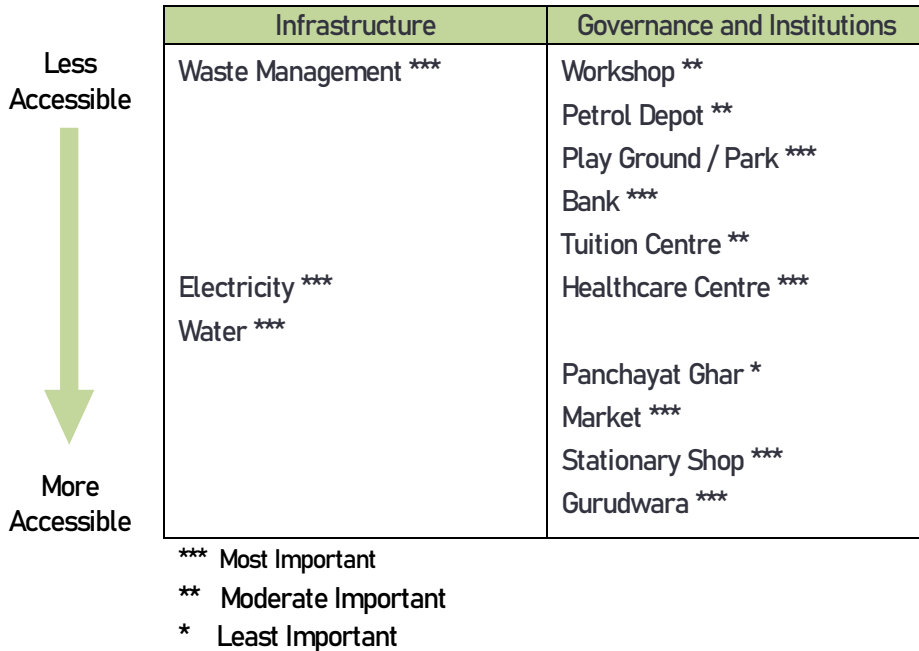 Infrastructure Governance and Institutions
Less
Accessible
Waste Management *** Workshop **
Petrol Depot **
Play Ground / Park ***
Bank ***
Tuition Centre **
Electricity *** Healthcare Centre ***
Water ***
Panchayat Ghar *
Market ***
Stationary Shop ***
Gurudwara ***
More
Accessible
*** Most Important
** Moderate Important
* Least Important